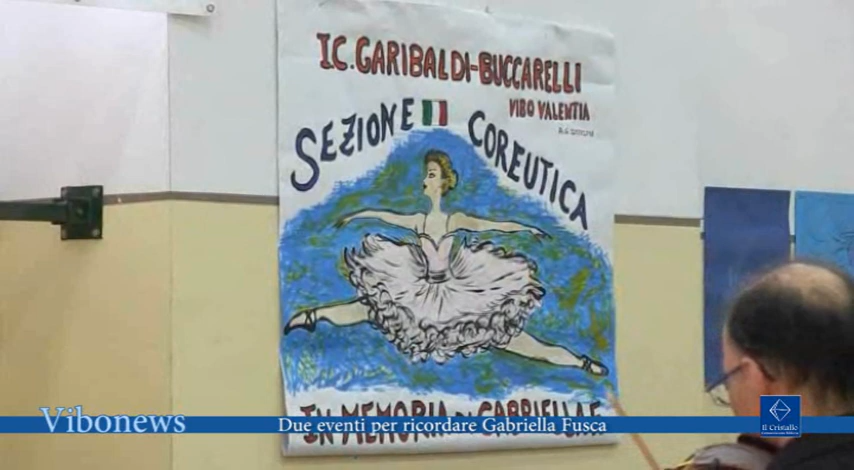 IC. GARIBALDI-BUCCARELLI
VIBO VALENTIA
SEZIONE COREUTICA
IN MEMORIA DI GABRIELLA F
Vibonews
Due eventi per ricordare Gabriella Fusca
Il Cristallo